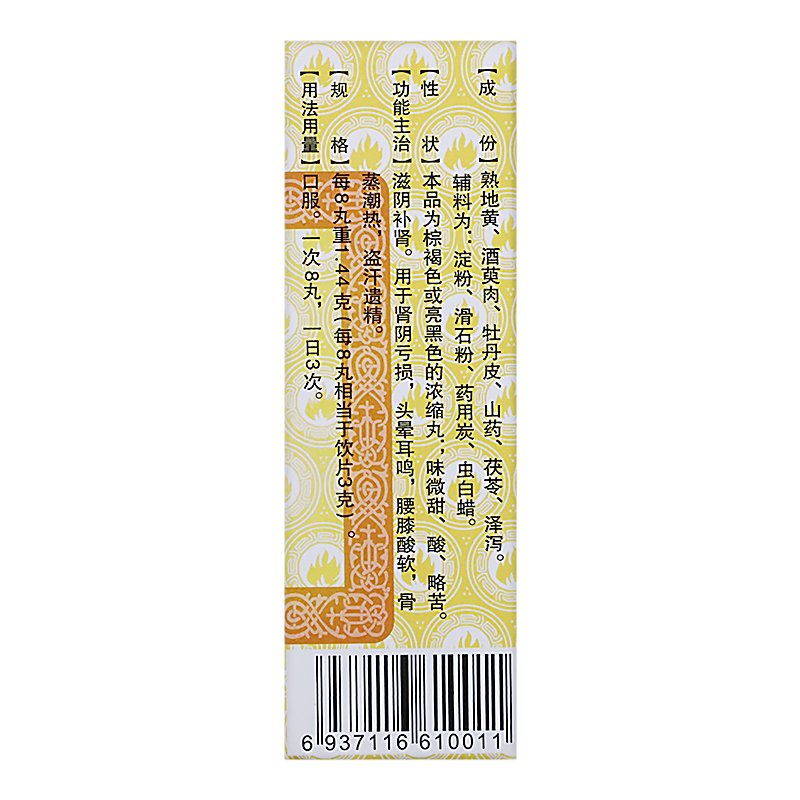 【成 份】熟地黄、酒萸肉、牡丹皮、山药、茯苓、泽泻。
辅料为：淀粉、滑石粉、药用炭、虫白蜡。
【性 状】本品为棕褐色或亮黑色的浓缩丸；味微甜、酸、略苦。
【功能主治】滋阴补肾。用于肾阴亏损，头晕耳鸣，腰膝酸软，骨
蒸潮热，盗汗遗精。
【规 格】每8丸重1.44克(每8丸相当于饮片3克)。
【用法用量】口服。一次8丸，一日3次。
6 937116 610011